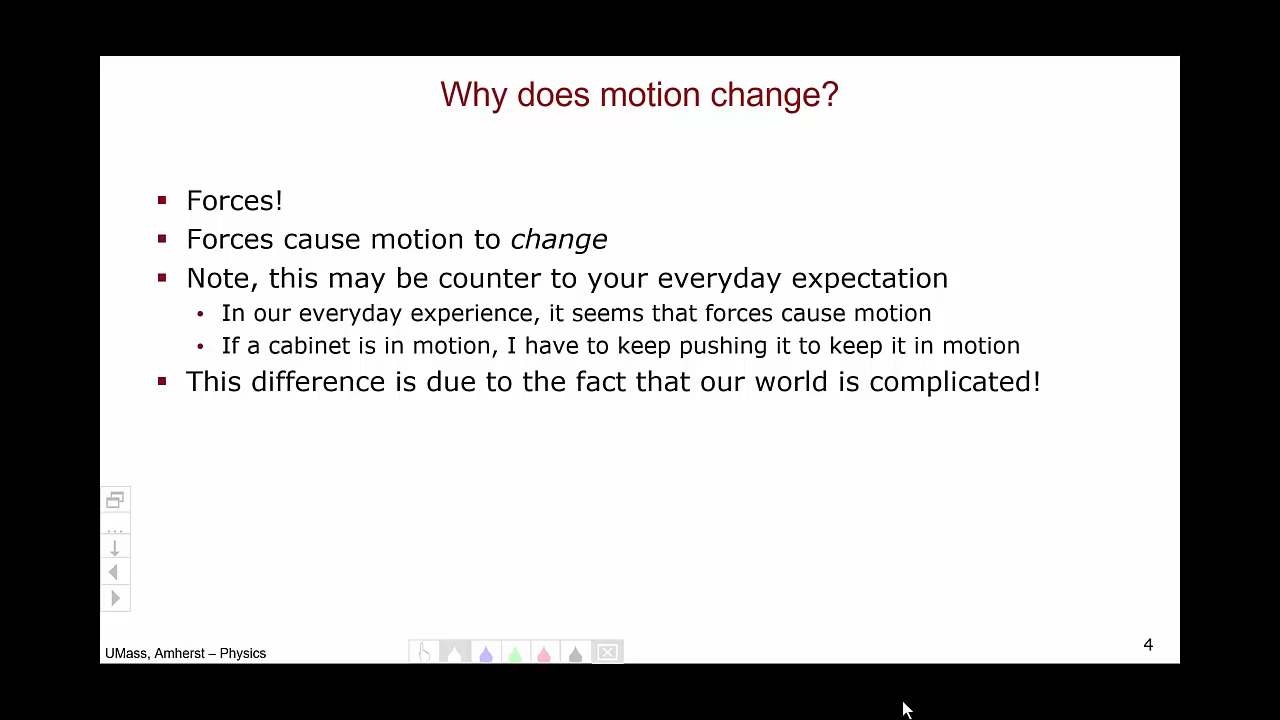 Why does motion change?
Forces!
Forces cause motion to change
Note, this may be counter to your everyday expectation
In our everyday experience, it seems that forces cause motion
If a cabinet is in motion, I have to keep pushing it to keep it in motion
This difference is due to the fact that our world is complicated!
UMass, Amherst – Physics
4